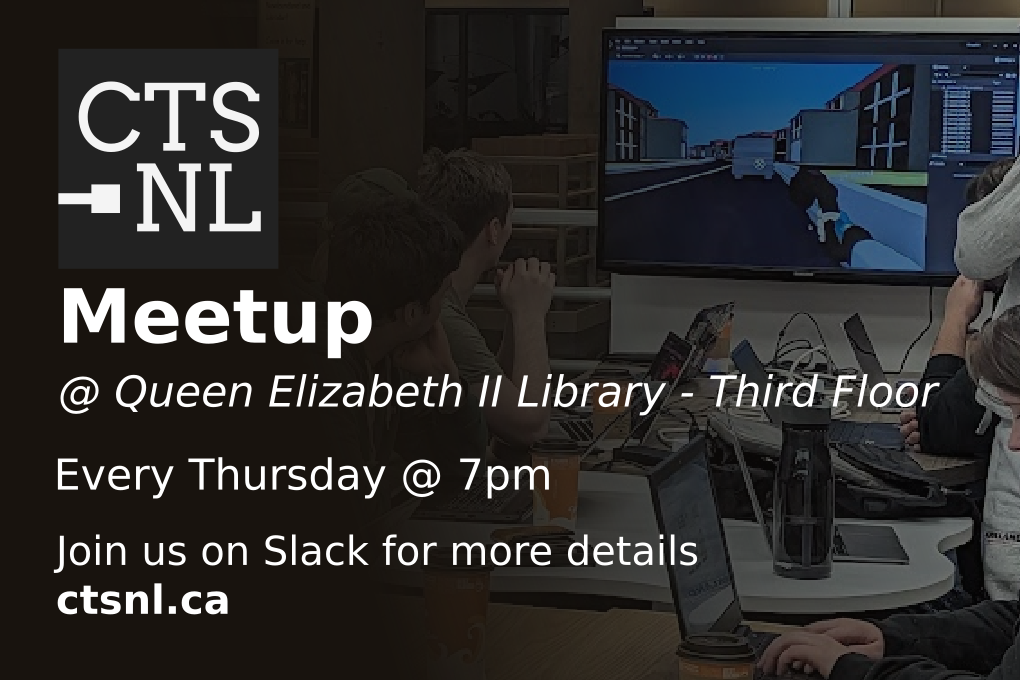 CTS
NL
Meetup
@ Queen Elizabeth II Library - Third Floor
Every Thursday @ 7pm
Join us on Slack for more details
ctsnl.ca